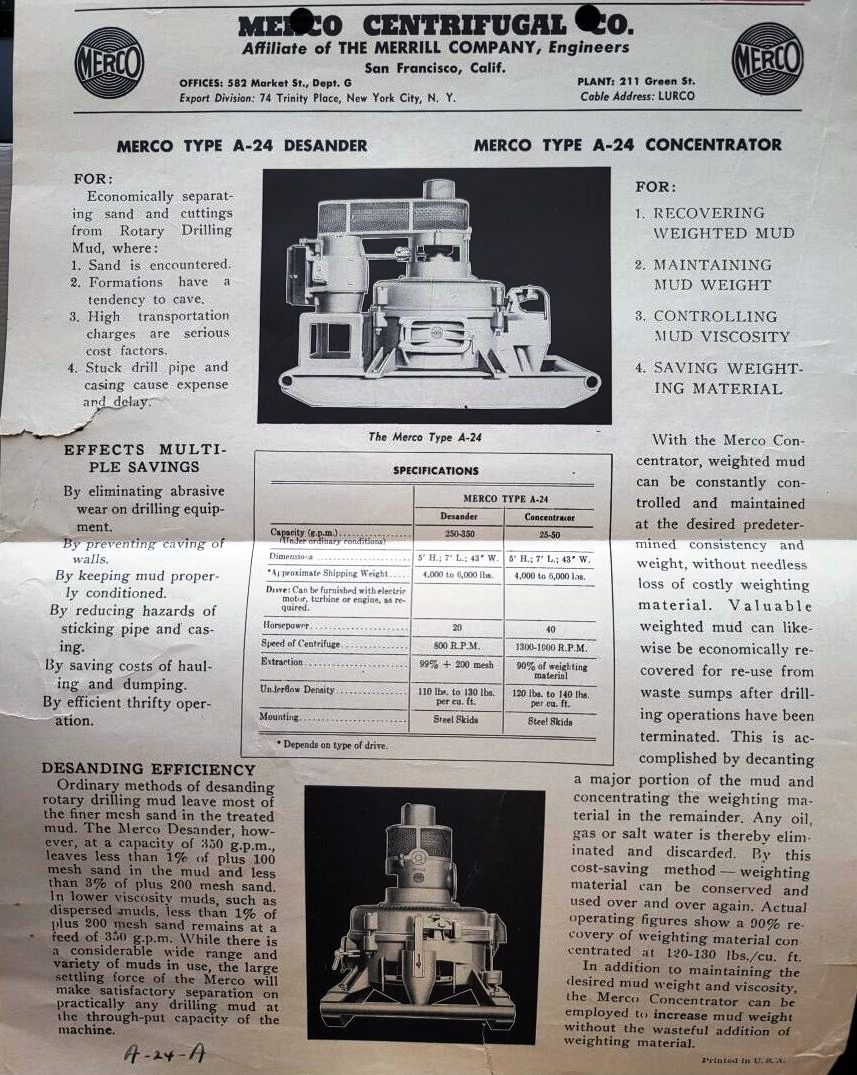 MERCO CENTRIFUGAL CO.
Affiliate of THE MERRILL COMPANY, Engineers
San Francisco, Calif.
MERCO
MERCO
OFFICES: 582 Market St., Dept. G
PLANT: 211 Green St.
Export Division: 74 Trinity Place, New York City, N. Y.
Cable Address: LURCO
MERCO TYPE A-24 DESANDER
MERCO TYPE A-24 CONCENTRATOR
FOR:
Economically separat-
ing sand and cuttings
from Rotary Drilling
Mud, where:
1. Sand is encountered.
2. Formations have a
tendency to cave.
3. High transportation
charges are serious
cost factors.
4. Stuck drill pipe and
casing cause expense
and delay.
EFFECTS MULTI-
PLE SAVINGS
By eliminating abrasive
wear on drilling equip-
ment.
By preventing caving of
walls.
By keeping mud proper-
ly conditioned.
By reducing hazards of
sticking pipe and cas-
ing.
By saving costs of haul-
ing and dumping.
By efficient thrifty oper-
ation.
The Merco Type A-24
SPECIFICATIONS
MERCO TYPE A-24
Desander Concentrator
Capacity (g.p.m.) 250-350 25-50
(Under ordinary conditions)
Dimensions 5' H.; 7' L.; 43" W. 5' H.; 7' L.; 43" W.
*Approximate Shipping Weight 4,000 to 6,000 lbs. 4,000 to 6,000 lbs.
Drive: Can be furnished with electric
motor, turbine or engine, as re-
quired.
Horsepower 20 40
Speed of Centrifuge 800 R.P.M. 1300-1900 R.P.M.
Extraction 99% + 200 mesh 90% of weighting
material
Underflow Density 110 lbs. to 130 lbs. 120 lbs. to 140 lbs.
per cu. ft. per cu. ft.
Mounting Steel Skids Steel Skids
* Depends on type of drive.
FOR:
1. RECOVERING
WEIGHTED MUD
2. MAINTAINING
MUD WEIGHT
3. CONTROLLING
MUD VISCOSITY
4. SAVING WEIGHT-
ING MATERIAL
With the Merco Con-
centrator, weighted mud
can be constantly con-
trolled and maintained
at the desired predeter-
mined consistency and
weight, without needless
loss of costly weighting
material. Valuable
weighted mud can like-
wise be economically re-
covered for re-use from
waste sumps after drill-
ing operations have been
terminated. This is ac-
complished by decanting
a major portion of the mud and
concentrating the weighting ma-
terial in the remainder. Any oil,
gas or salt water is thereby elim-
inated and discarded. By this
cost-saving method — weighting
material can be conserved and
used over and over again. Actual
operating figures show a 90% re-
covery of weighting material con-
centrated at 120-130 lbs./cu. ft.
In addition to maintaining the
desired mud weight and viscosity,
the Merco Concentrator can be
employed to increase mud weight
without the wasteful addition of
weighting material.
DESANDING EFFICIENCY
Ordinary methods of desanding
rotary drilling mud leave most of
the finer mesh sand in the treated
mud. The Merco Desander, how-
ever, at a capacity of 350 g.p.m.,
leaves less than 1% of plus 100
mesh sand in the mud and less
than 3% of plus 200 mesh sand.
In lower viscosity muds, such as
dispersed muds, less than 1% of
plus 200 mesh sand remains at a
feed of 350 g.p.m. While there is
a considerable wide range and
variety of muds in use, the large
settling force of the Merco will
make satisfactory separation on
practically any drilling mud at
the through-put capacity of the
machine.
A-24-A
Printed in U. S. A.